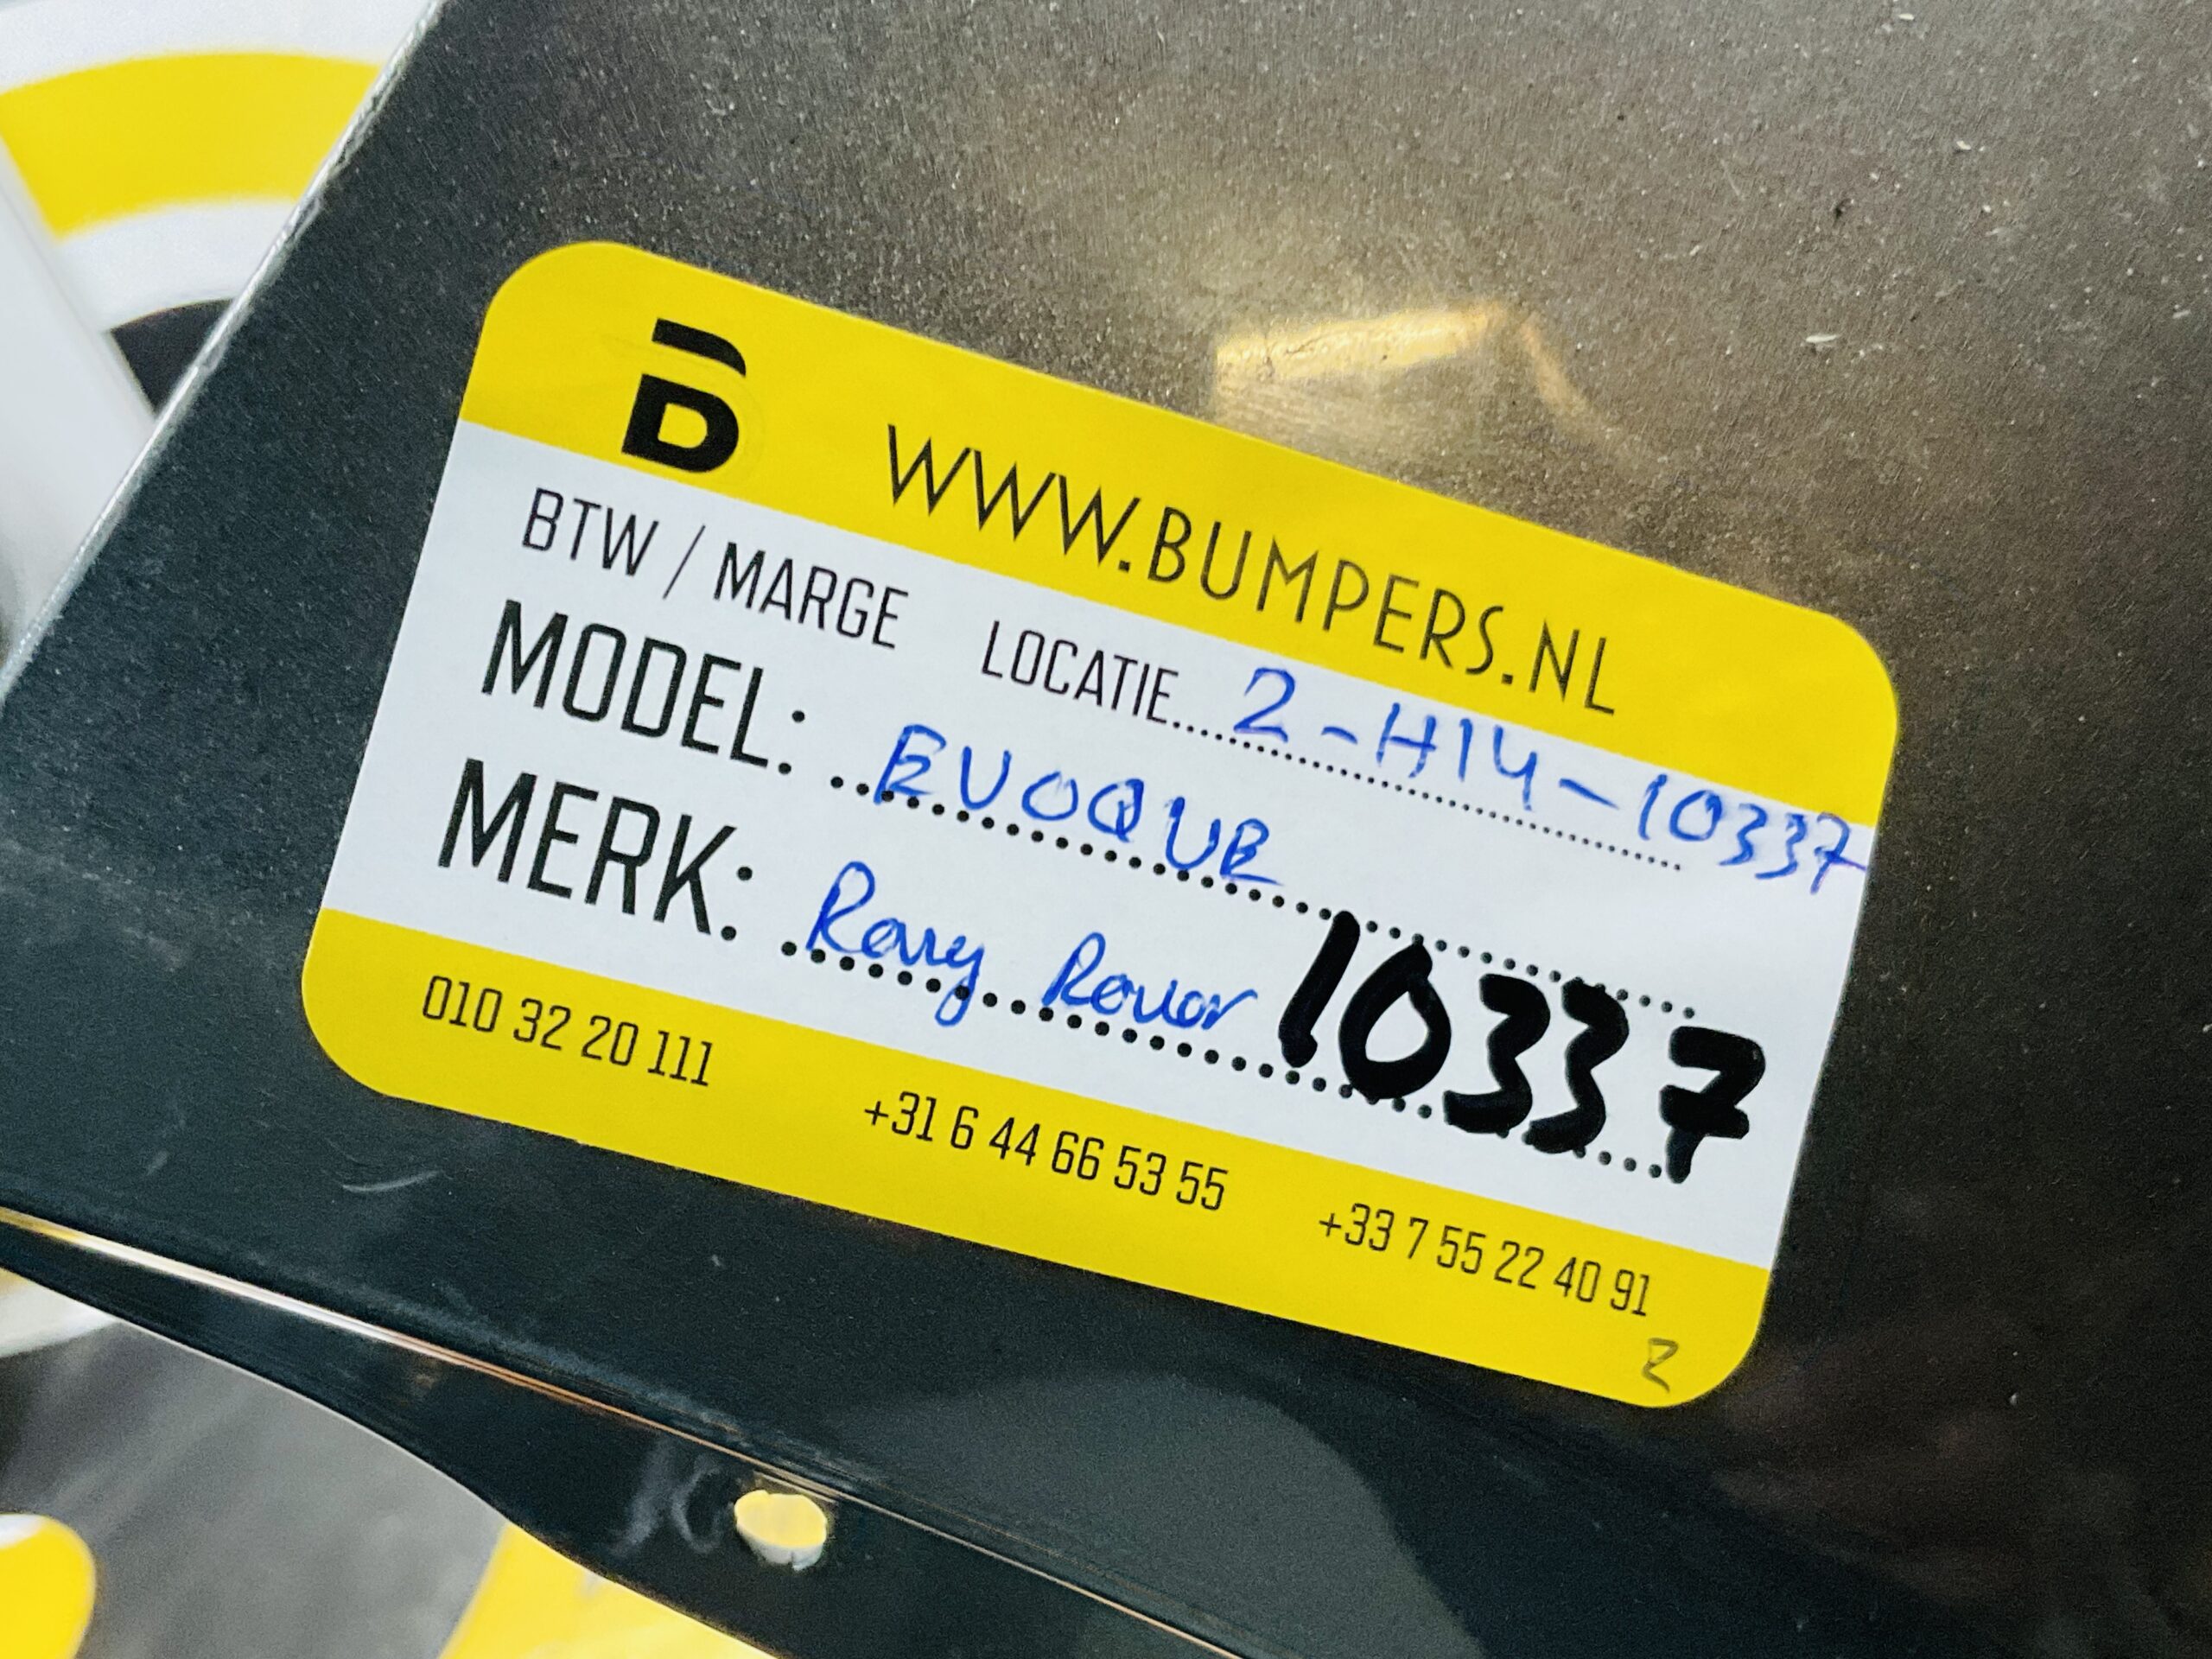 B WWW.BUMPERS.NL
BTW / MARGE LOCATIE... 2-H14-10337
MODEL: EVOQUE
MERK: Rang Rover 10337
010 32 20 111 +31 6 44 66 53 55 +33 7 55 22 40 91
2